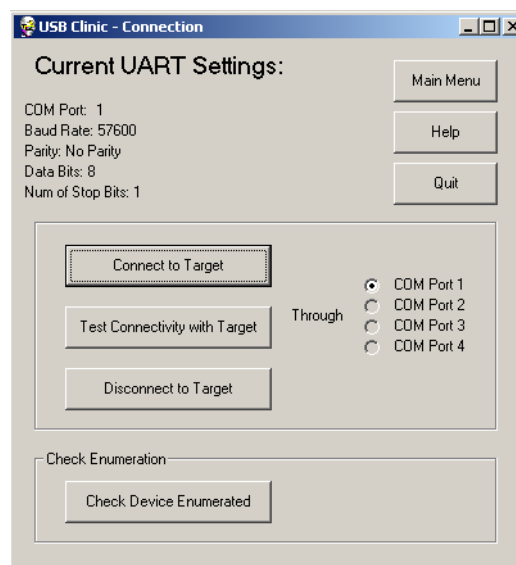 USB Clinic - Connection
Current UART Settings:
COM Port: 1
Baud Rate: 57600
Parity: No Parity
Data Bits: 8
Num of Stop Bits: 1
Main Menu
Help
Quit
Connect to Target
Test Connectivity with Target
Disconnect to Target
Through
COM Port 1
COM Port 2
COM Port 3
COM Port 4
Check Enumeration
Check Device Enumerated